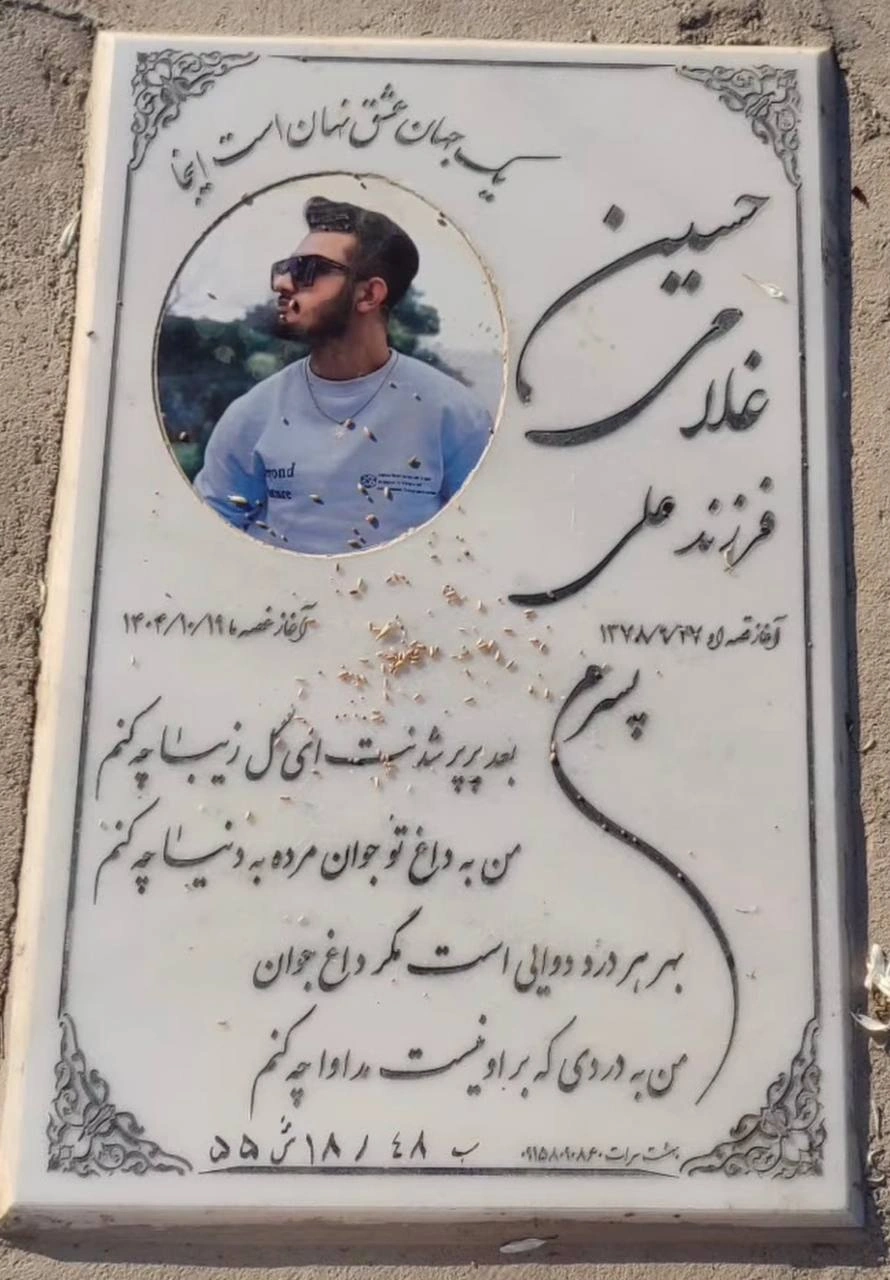 یک جهان عشق نهان است اینجا
حسین
غلامی
فرزند علی
آغاز قصه او ۱۳۷۸/۶/۲۷
آغاز غصه ما ۱۴۰۴/۱۰/۱۹
پسرم
بعد پرپر شدنت ای گل زیبا چه کنم
من به داغ تو جوان مرده به دنیا چه کنم
بهر هر درد دوایی است مگر داغ جوان
من به دردی که بر او نیست مداوا چه کنم
ب ۴۸ / ۱۸ ش ۵۵